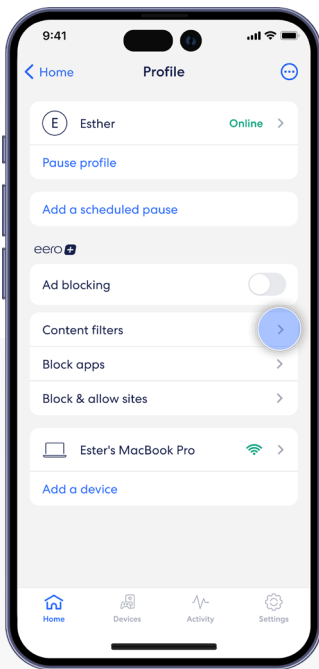 9:41
Home Profile
E Esther Online
Pause profile
Add a scheduled pause
eero+
Ad blocking
Content filters
Block apps
Block & allow sites
Ester's MacBook Pro
Add a device
Home Devices Activity Settings